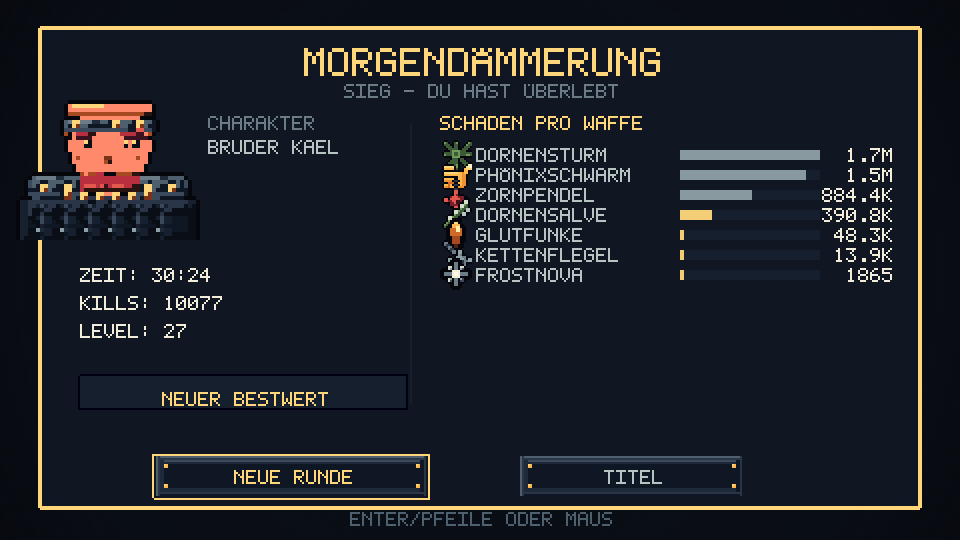 MORGENDÄMMERUNG
SIEG - DU HAST ÜBERLEBT
CHARAKTER
BRUDER KAEL
ZEIT: 30:24
KILLS: 10077
LEVEL: 27
NEUER BESTWERT
SCHADEN PRO WAFFE
DORNENSTURM 1.7M
PHÖNIXSCHWARM 1.5M
ZORNPENDEL 884.4K
DORNENSALVE 390.8K
GLUTFUNKE 48.3K
KETTENFLEGEL 13.9K
FROSTNOVA 1865
NEUE RUNDE
TITEL
ENTER/PFEILE ODER MAUS